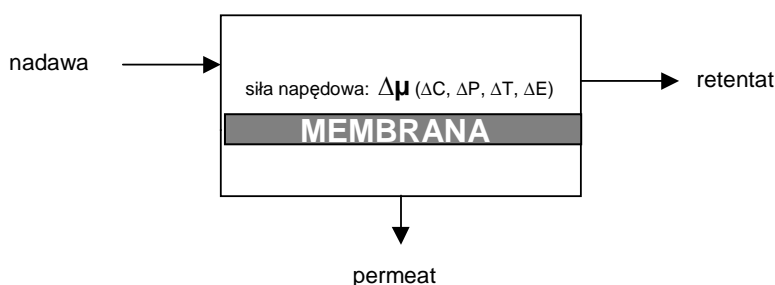 nadawa
siła napędowa: Δμ (ΔC, ΔP, ΔT, ΔE)
retentat
MEMBRANA
permeat